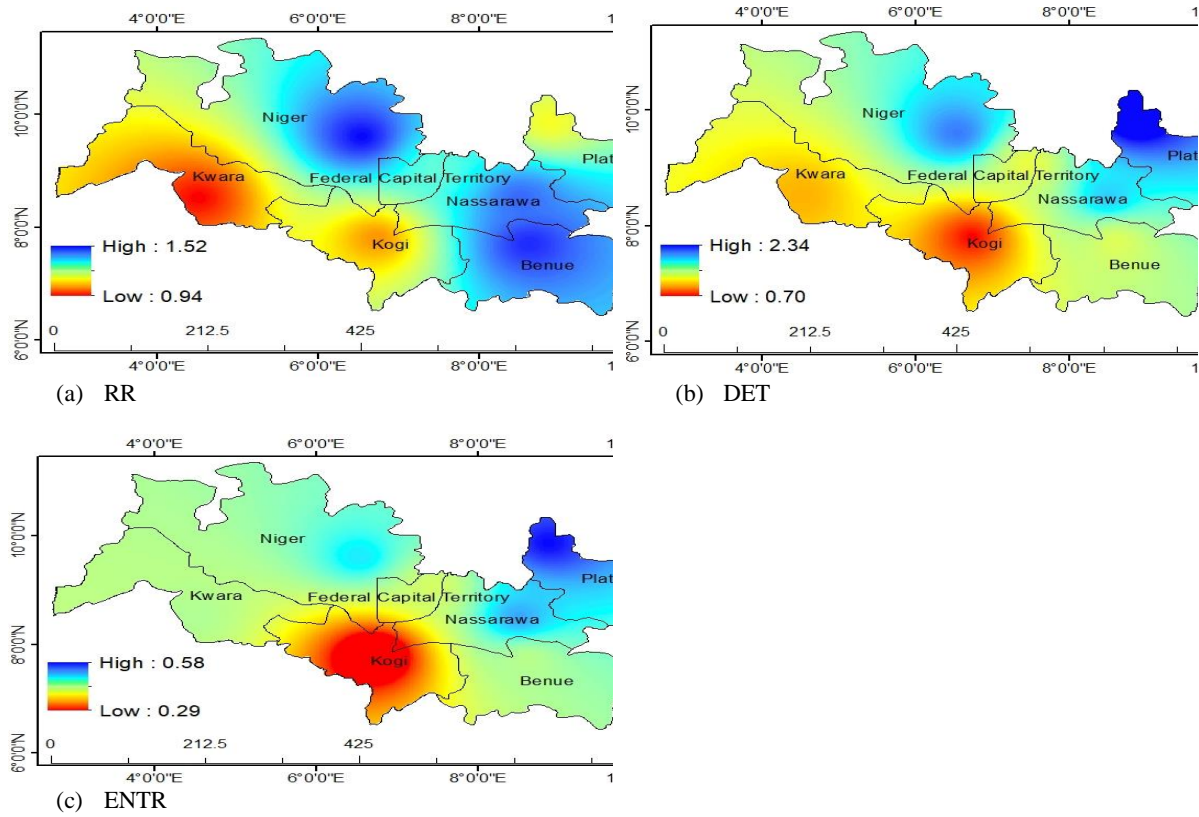 4°0'0"E 6°0'0"E 8°0'0"E 1
10°0'0"N
8°0'0"N
6°0'0"N
Niger
Kwara
Federal Capital Territory
Plat
Nassarawa
Kogi
Benue
High : 1.52
Low : 0.94
0 212.5 425
4°0'0"E 6°0'0"E 8°0'0"E 1
(a) RR
4°0'0"E 6°0'0"E 8°0'0"E 1
10°0'0"N
8°0'0"N
6°0'0"N
Niger
Kwara
Federal Capital Territory
Plat
Nassarawa
Kogi
Benue
High : 2.34
Low : 0.70
0 212.5 425
4°0'0"E 6°0'0"E 8°0'0"E 1
(b) DET
4°0'0"E 6°0'0"E 8°0'0"E 1
10°0'0"N
8°0'0"N
6°0'0"N
Niger
Kwara
Federal Capital Territory
Plat
Nassarawa
Kogi
Benue
High : 0.58
Low : 0.29
0 212.5 425
4°0'0"E 6°0'0"E 8°0'0"E 1
(c) ENTR